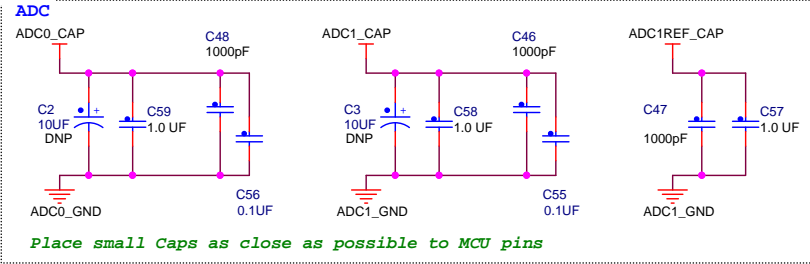 ADC
ADC0_CAP
C48
1000pF
C2
10UF
DNP
+
C59
1.0 UF
C56
0.1UF
ADC0_GND
ADC1_CAP
C46
1000pF
C3
10UF
DNP
+
C58
1.0 UF
C55
0.1UF
ADC1_GND
ADC1REF_CAP
C47
1000pF
C57
1.0 UF
ADC1_GND
Place small Caps as close as possible to MCU pins